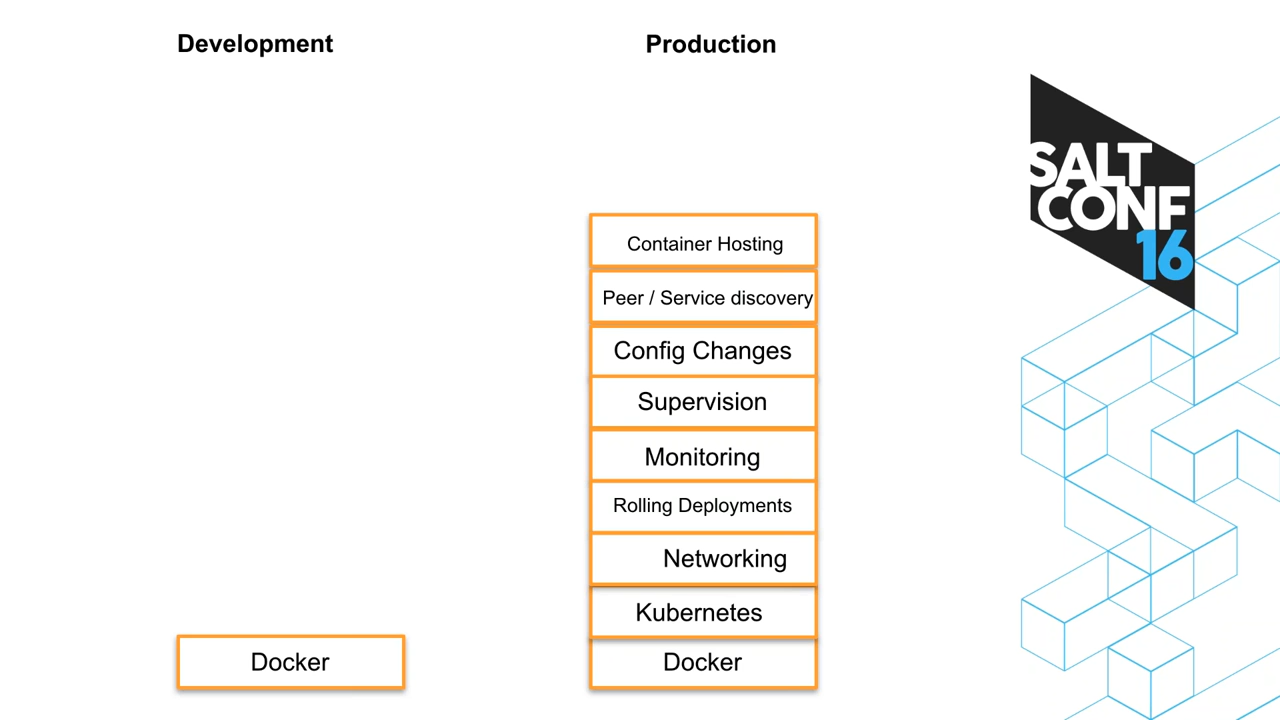 Development
Production
SALT
CONF
16
Container Hosting
Peer / Service discovery
Config Changes
Supervision
Monitoring
Rolling Deployments
Networking
Kubernetes
Docker
Docker